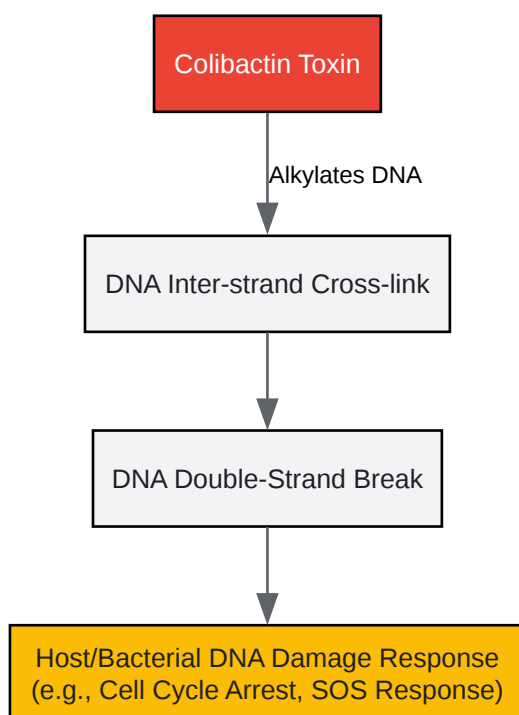 Colibactin Toxin
Alkylates DNA
DNA Inter-strand Cross-link
DNA Double-Strand Break
Host/Bacterial DNA Damage Response
(e.g., Cell Cycle Arrest, SOS Response)